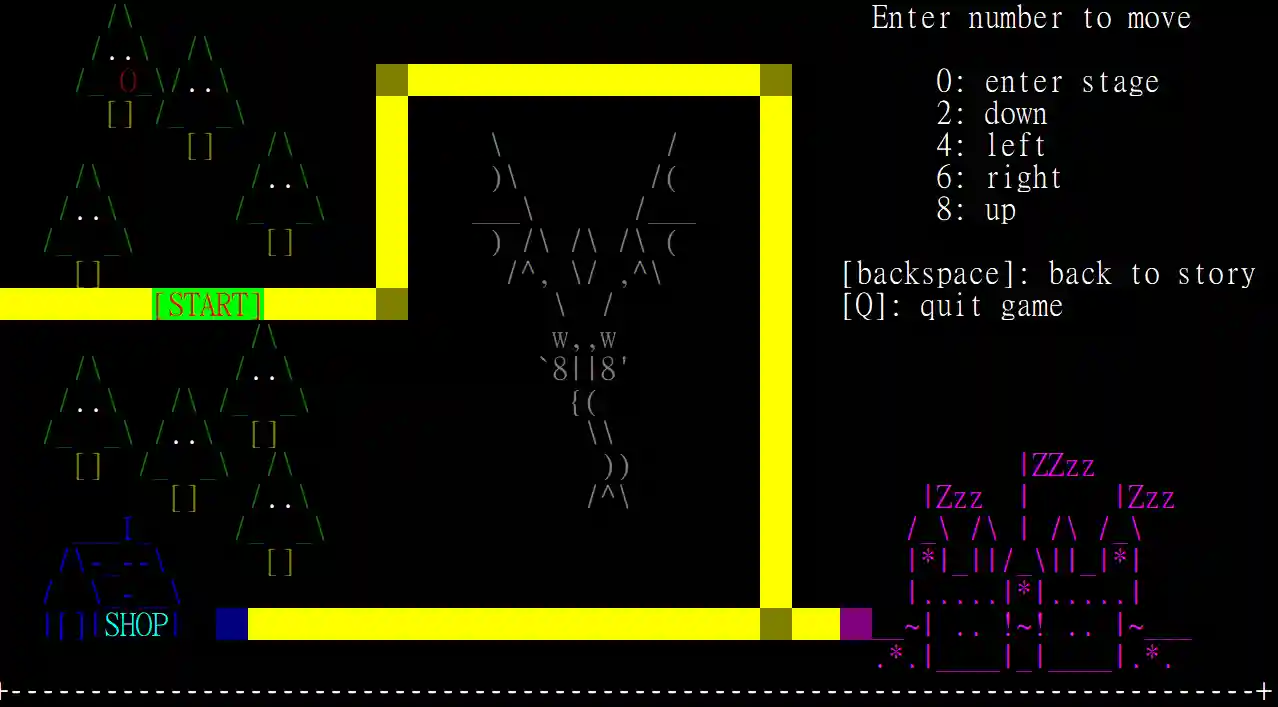 Enter number to move
0: enter stage
2: down
4: left
6: right
8: up
[backspace]: back to story
[Q]: quit game
[START]
ZZzz
Zzz
Zzz
SHOP